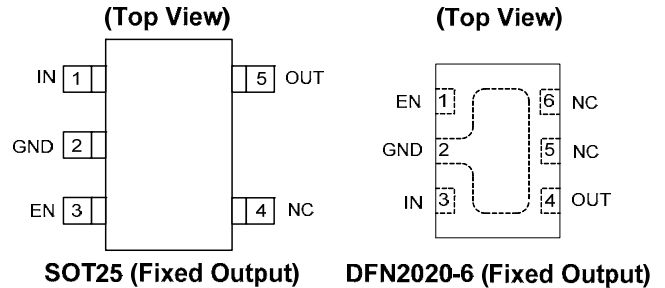 (Top View)
IN 1
5 OUT
2
GND
EN 3
4 NC
SOT25 (Fixed Output)
(Top View)
EN 1
6 NC
GND 2
5 NC
IN 3
4 OUT
DFN2020-6 (Fixed Output)